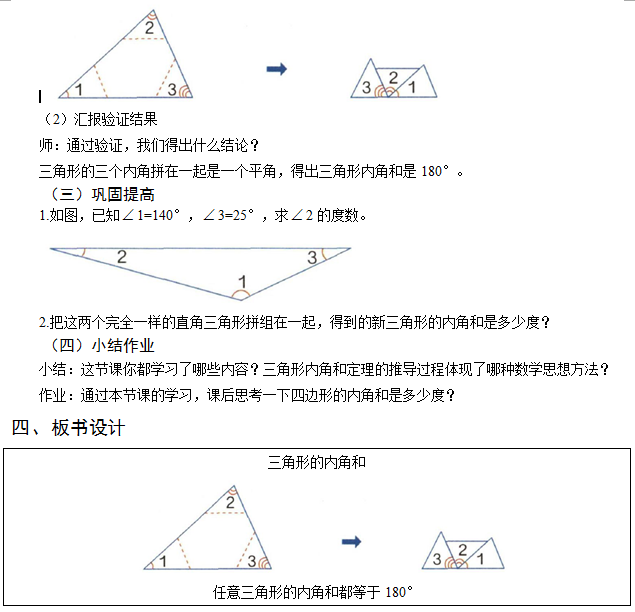 2
1
3
3
2
1
（2）汇报验证结果
师：通过验证，我们得出什么结论？
三角形的三个内角拼在一起是一个平角，得出三角形内角和是 180°。
（三）巩固提高
1.如图，已知∠1=140°，∠3=25°，求∠2 的度数。
2
3
1
2.把这两个完全一样的直角三角形拼组在一起，得到的新三角形的内角和是多少度？
（四）小结作业
小结：这节课你都学习了哪些内容？三角形内角和定理的推导过程体现了哪种数学思想方法？
作业：通过本节课的学习，课后思考一下四边形的内角和是多少度？
四、板书设计
三角形的内角和
2
1
3
3
2
1
任意三角形的内角和都等于 180°